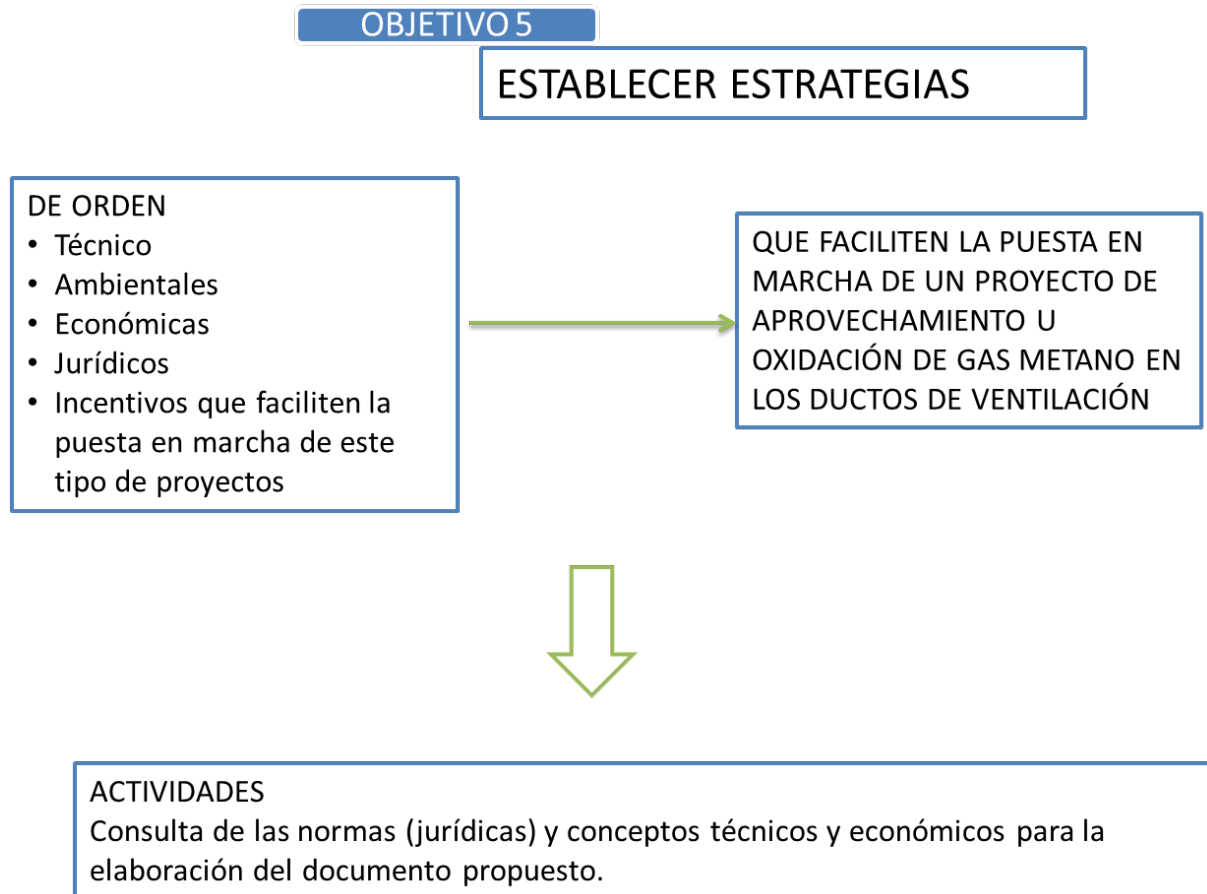 OBJETIVO 5
ESTABLECER ESTRATEGIAS
DE ORDEN
• Técnico
• Ambientales
• Económicas
• Jurídicos
• Incentivos que faciliten la
puesta en marcha de este
tipo de proyectos
QUE FACILITEN LA PUESTA EN
MARCHA DE UN PROYECTO DE
APROVECHAMIENTO U
OXIDACIÓN DE GAS METANO EN
LOS DUCTOS DE VENTILACIÓN
ACTIVIDADES
Consulta de las normas (jurídicas) y conceptos técnicos y económicos para la
elaboración del documento propuesto.